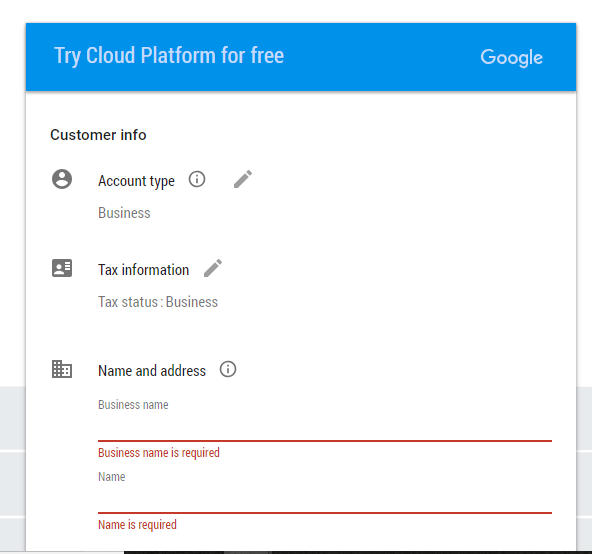 Try Cloud Platform for free
Google
Customer info
Account type
Business
Tax information
Tax status : Business
Name and address
Business name
Business name is required
Name
Name is required